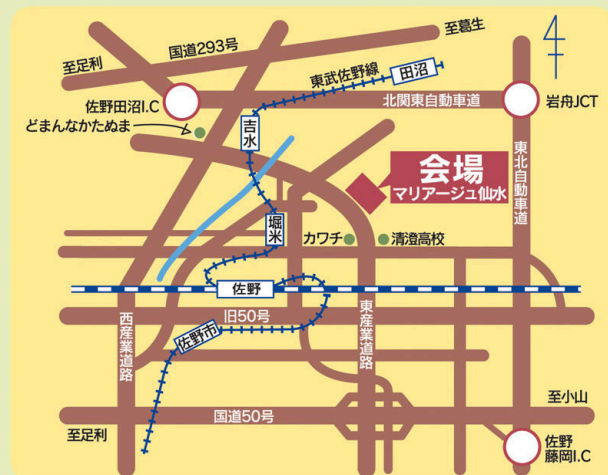 至葛生
国道293号
至足利
東武佐野線
田沼
佐野田沼I.C
北関東自動車道
岩舟JCT
どまんなかたぬま
吉水
東北自動車道
会場
マリアージュ仙水
堀米
カワチ
清澄高校
佐野
旧50号
西産業道路
佐野市
東産業道路
至小山
国道50号
至足利
佐野
藤岡I.C